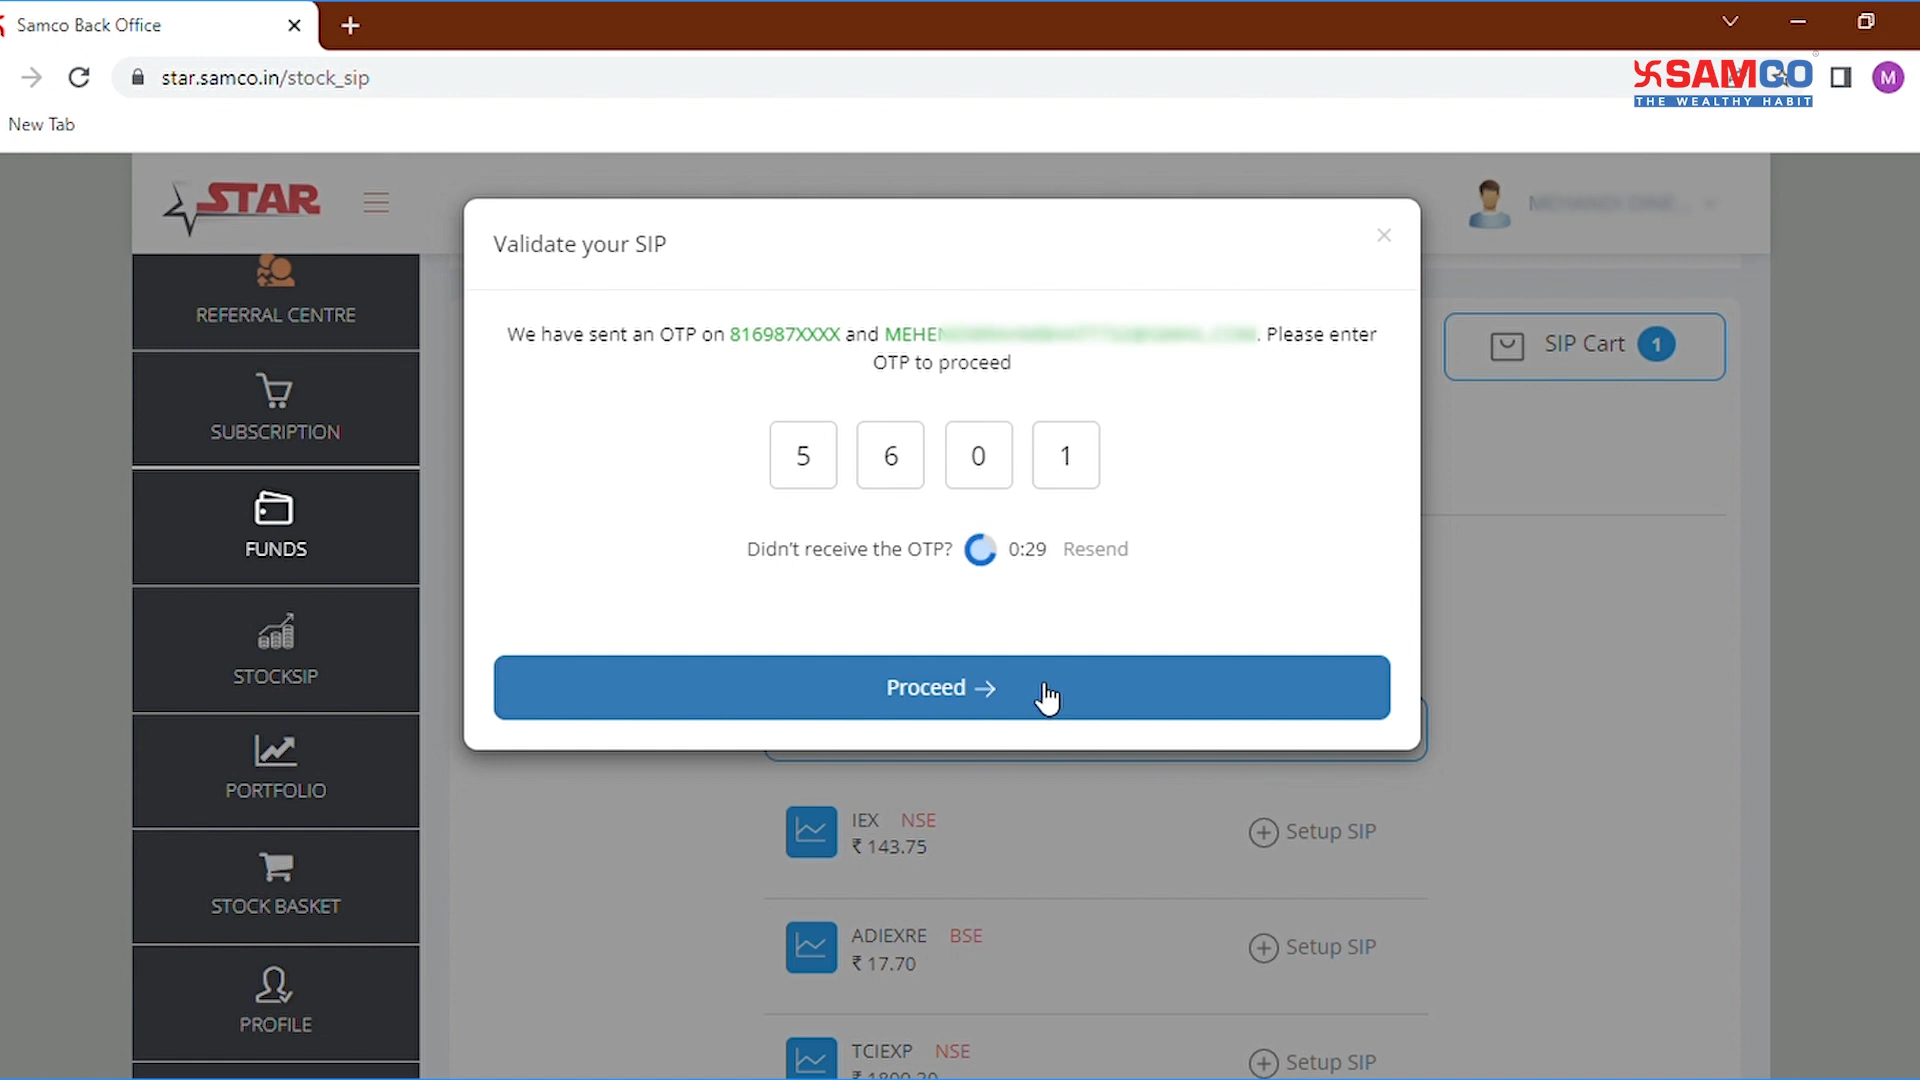 Samco Back Office
star.samco.in/stock_sip
SAMCO
THE WEALTHY HABIT
M
New Tab
STAR
Validate your SIP
We have sent an OTP on 816987XXXX and MEHE . Please enter
OTP to proceed
5 6 0 1
Didn't receive the OTP? 0:29 Resend
Proceed
REFERRAL CENTRE
SUBSCRIPTION
FUNDS
STOCKSIP
PORTFOLIO
STOCK BASKET
PROFILE
SIP Cart 1
IEX NSE
₹ 143.75
Setup SIP
ADIEXRE BSE
₹ 17.70
Setup SIP
TCIEXP NSE
Setup SIP